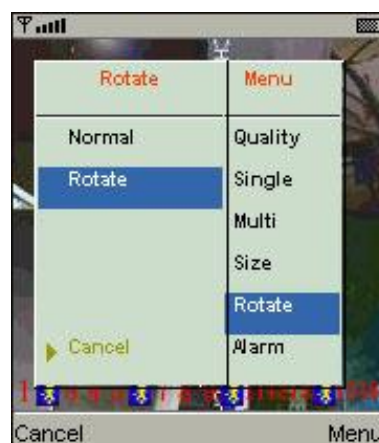 Rotate Menu
Normal Quality
Rotate Single
Multi
Size
Rotate
Cancel Alarm
Cancel Menu